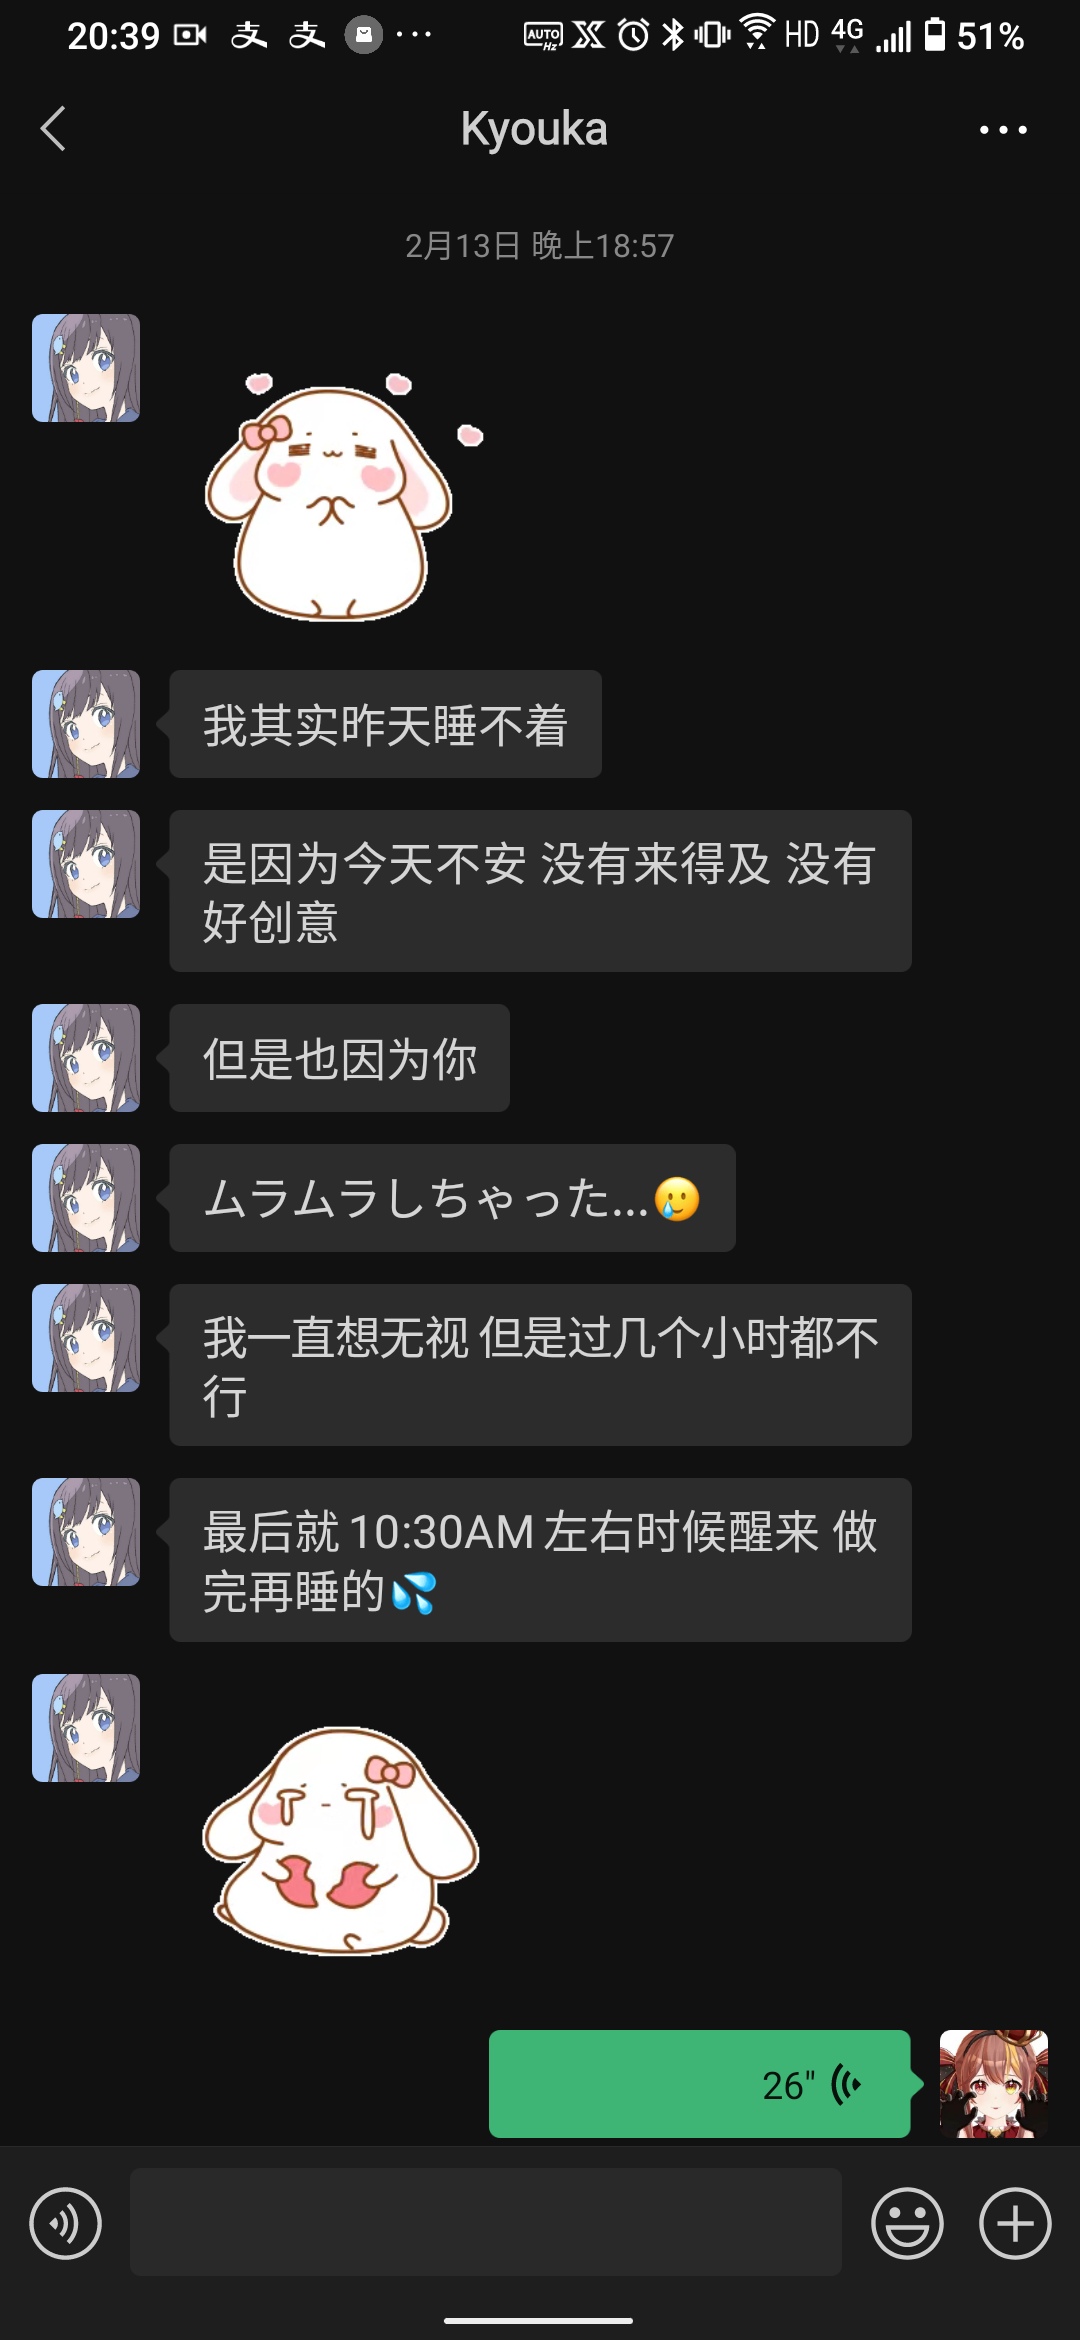 20:39 支 支 AUTO Hz HD 4G 51%
Kyouka
2月13日 晚上18:57
我其实昨天睡不着
是因为今天不安 没有来得及 没有
好创意
但是也因为你
ムラムラしちゃった...🥲
我一直想无视 但是过几个小时都不
行
最后就 10:30AM 左右时候醒来 做
完再睡的💦
26"